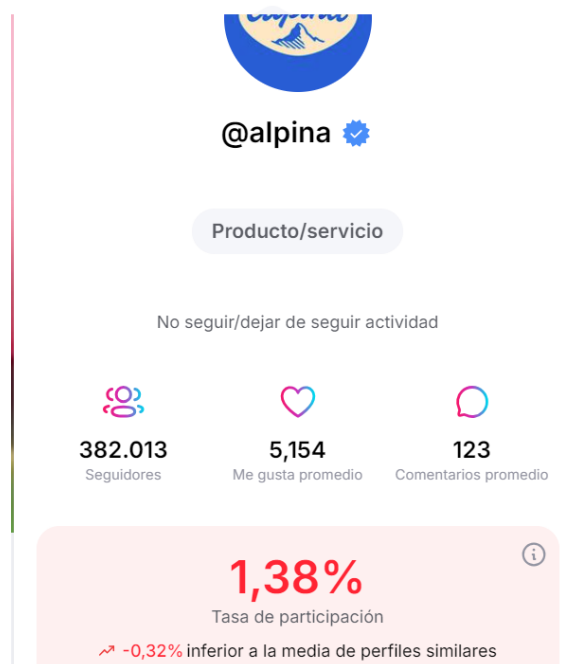 @alpina
Producto/servicio
No seguir/dejar de seguir actividad
382.013 5,154 123
Seguidores Me gusta promedio Comentarios promedio
1,38%
Tasa de participación
-0,32% inferior a la media de perfiles similares